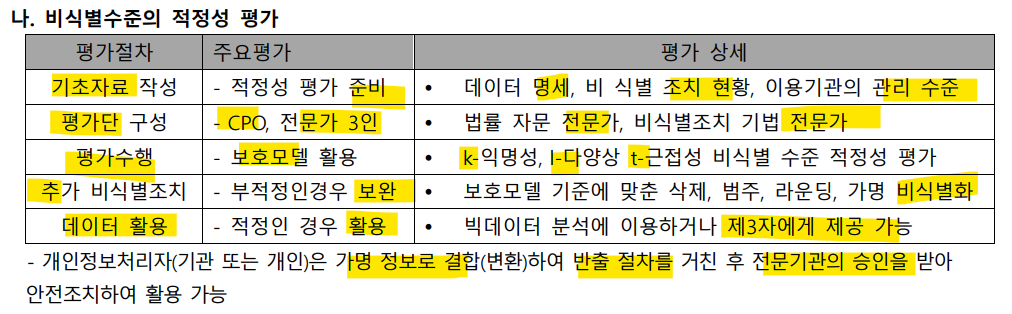 나. 비식별수준의 적정성 평가
평가절차 주요평가 평가 상세
기초자료 작성 - 적정성 평가 준비 • 데이터 명세, 비 식별 조치 현황, 이용기관의 관리 수준
평가단 구성 - CPO, 전문가 3인 • 법률 자문 전문가, 비식별조치 기법 전문가
평가수행 - 보호모델 활용 • k-익명성, l-다양상 t-근접성 비식별 수준 적정성 평가
추가 비식별조치 - 부적정인경우 보완 • 보호모델 기준에 맞춘 삭제, 범주, 라운딩, 가명 비식별화
데이터 활용 - 적정인 경우 활용 • 빅데이터 분석에 이용하거나 제3자에게 제공 가능
- 개인정보처리자(기관 또는 개인)은 가명 정보로 결합(변환)하여 반출 절차를 거친 후 전문기관의 승인을 받아
안전조치하여 활용 가능